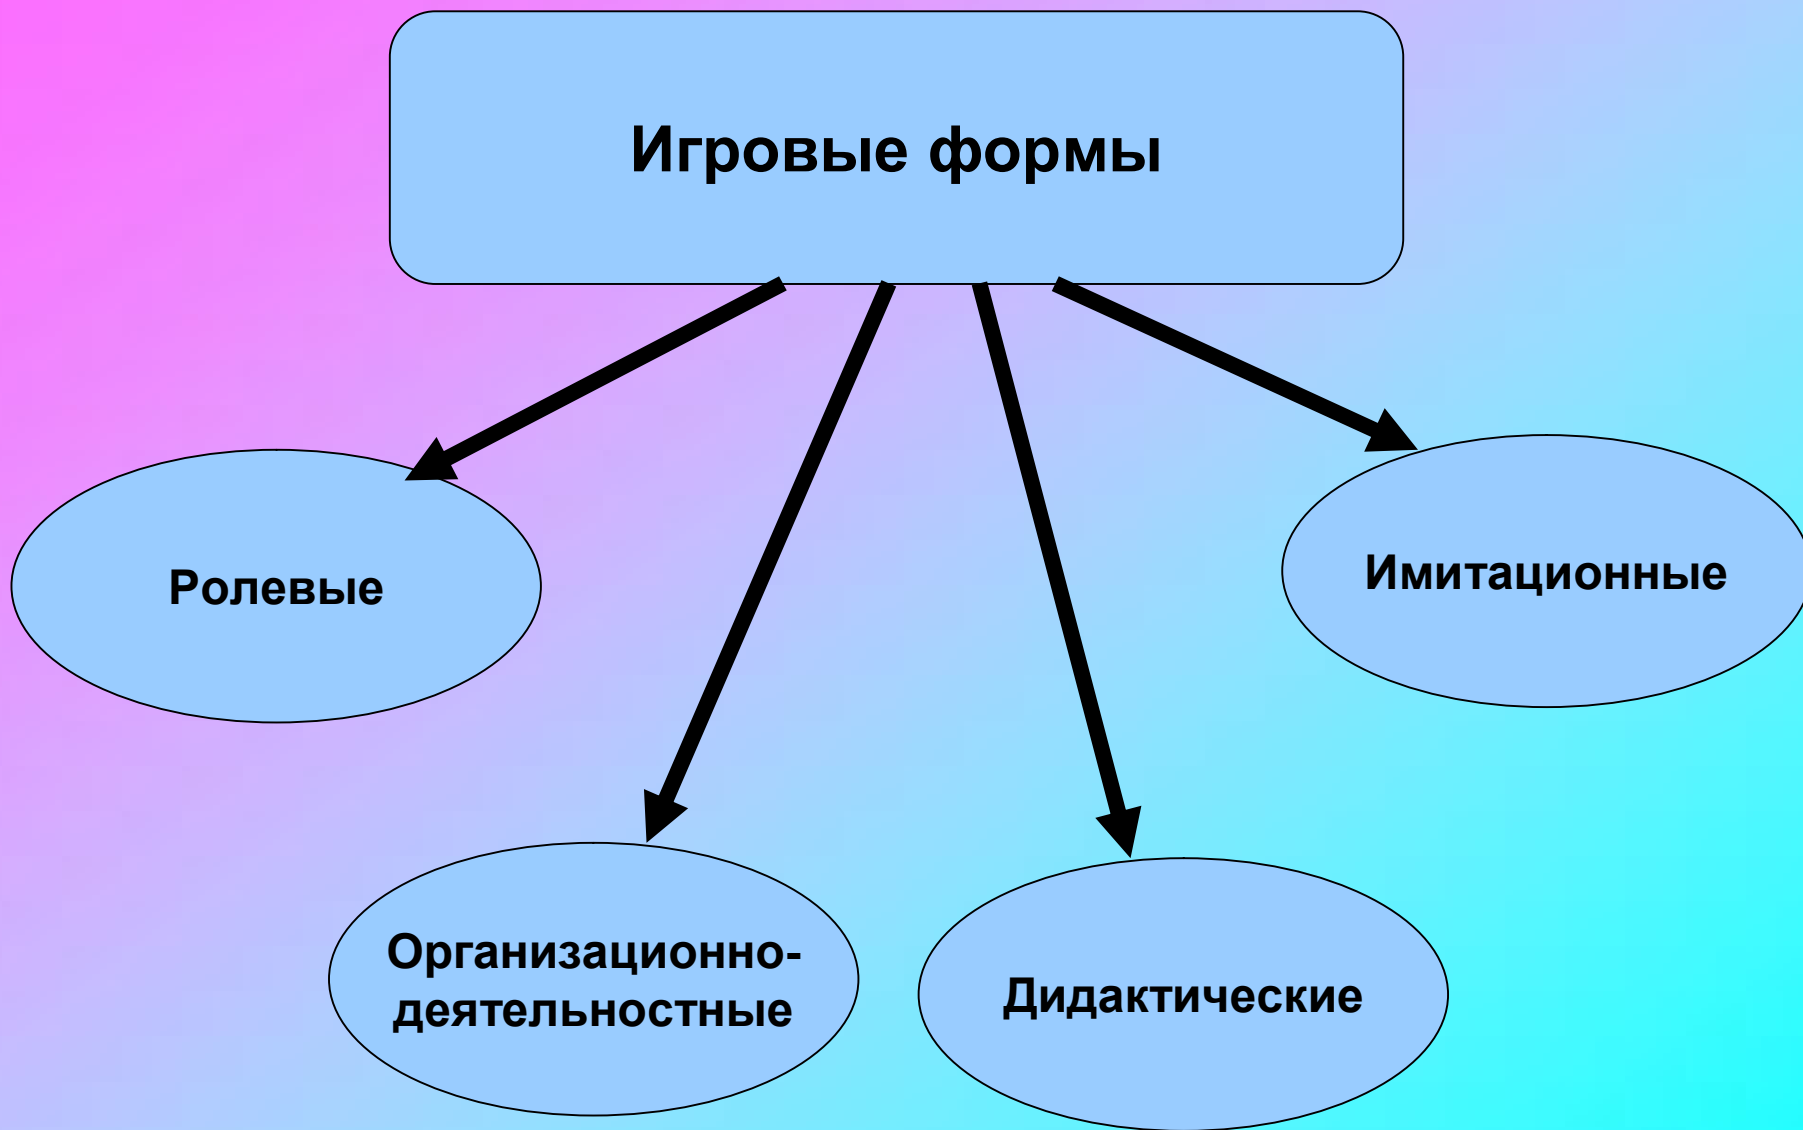 Игровые формы
Ролевые
Имитационные
Организационно-
деятельностные
Дидактические